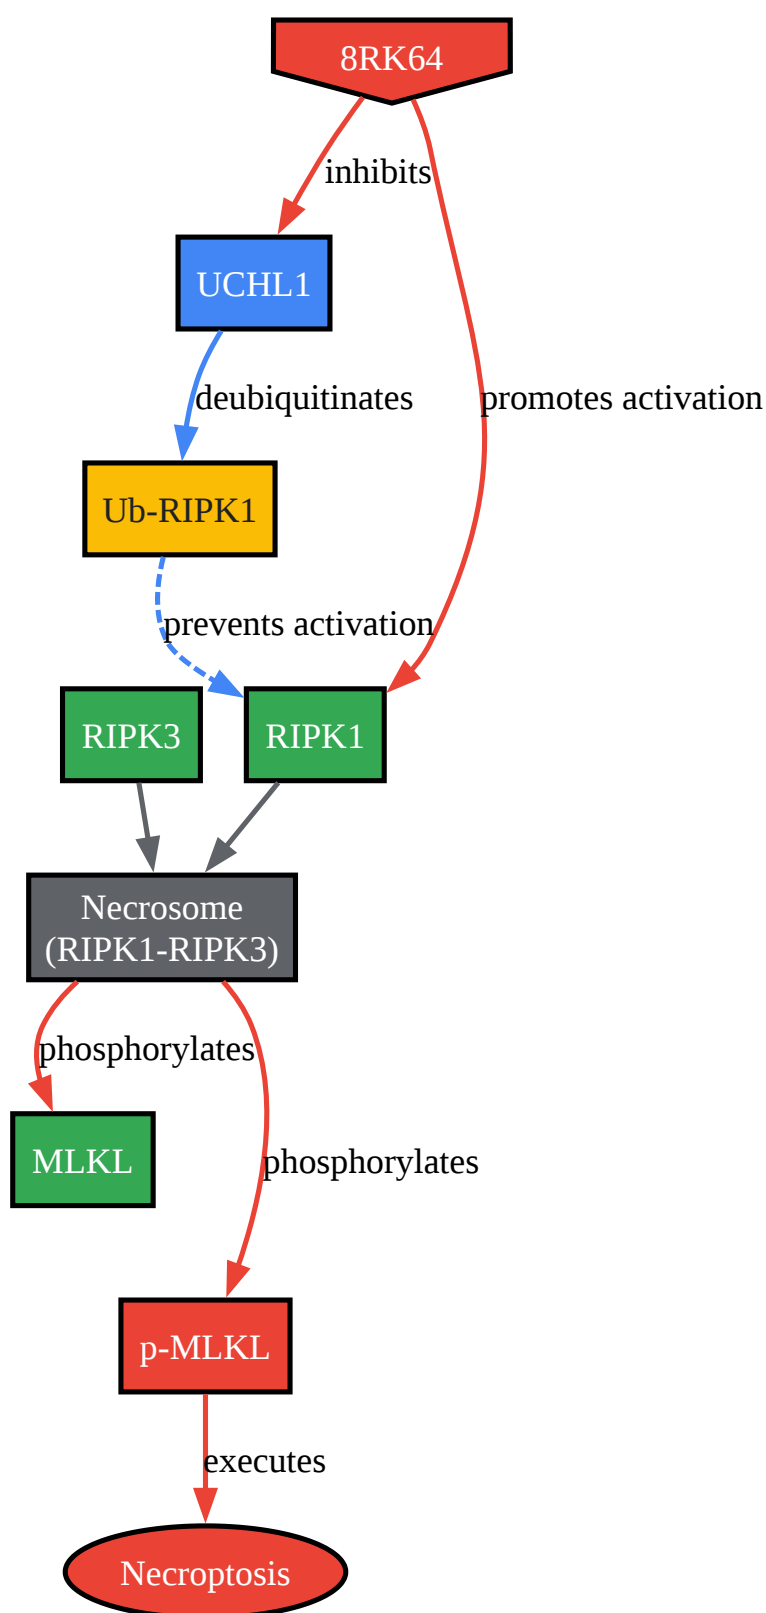 8RK64
inhibits
UCHL1
deubiquitinates
promotes activation
Ub-RIPK1
prevents activation
RIPK3
RIPK1
Necrosome
(RIPK1-RIPK3)
phosphorylates
MLKL
phosphorylates
p-MLKL
executes
Necroptosis